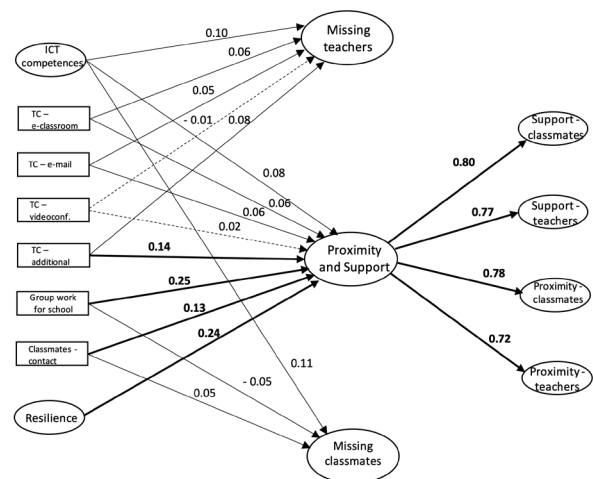 Missing
teachers
0.10
ICT
competences
0.06
TC –
e-classroom
0.05
- 0.01
0.08
Support -
classmates
TC – e-mail
0.80
0.08
TC –
videoconf.
0.06
0.06
0.77
Support -
teachers
0.02
TC –
additional
0.14
Proximity
and Support
0.78
Group work
for school
0.25
Proximity -
classmates
0.13
0.72
Classmates -
contact
0.24
0.11
Proximity -
teachers
- 0.05
0.05
Resilience
Missing
classmates